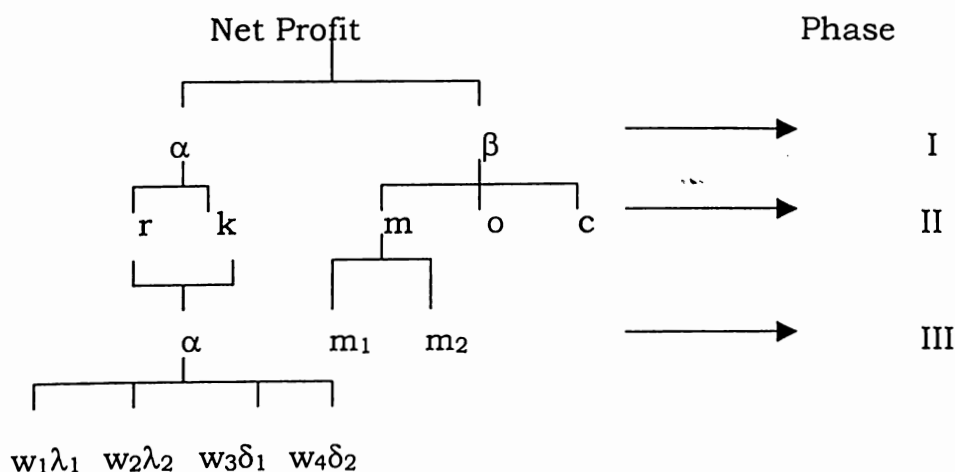 Net Profit Phase
α β I
r k m o c II
α m₁ m₂ III
w₁λ₁ w₂λ₂ w₃δ₁ w₄δ₂